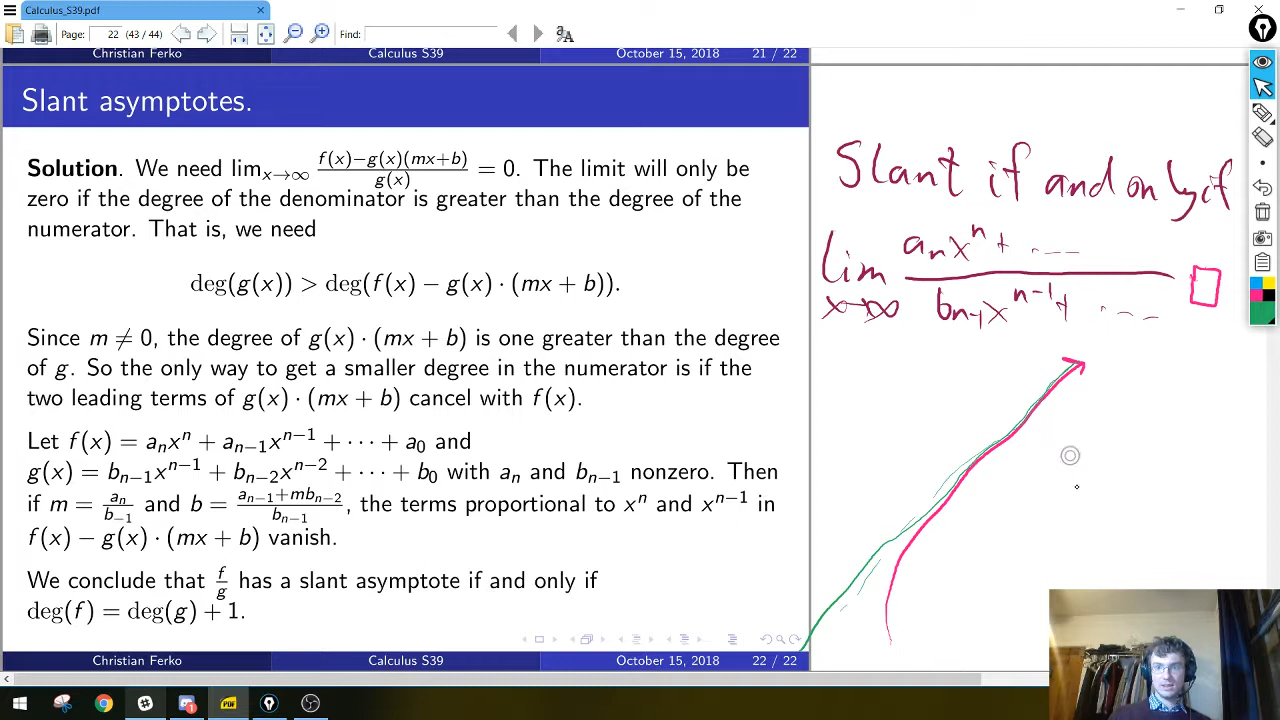 Calculus_S39.pdf
Page: 22 (43 / 44) Find:
Christian Ferko Calculus S39 October 15, 2018 21 / 22
Slant asymptotes.
Solution. We need lim_{x→∞} \frac{f(x)−g(x)(mx+b)}{g(x)} = 0. The limit will only be
zero if the degree of the denominator is greater than the degree of the
numerator. That is, we need
deg(g(x)) > deg(f(x) − g(x) · (mx + b)).
Since m ≠ 0, the degree of g(x) · (mx + b) is one greater than the degree
of g. So the only way to get a smaller degree in the numerator is if the
two leading terms of g(x) · (mx + b) cancel with f(x).
Let f(x) = a_n x^n + a_{n−1} x^{n−1} + · · · + a_0 and
g(x) = b_{n−1} x^{n−1} + b_{n−2} x^{n−2} + · · · + b_0 with a_n and b_{n−1} nonzero. Then
if m = \frac{a_n}{b_{−1}} and b = \frac{a_{n−1}+mb_{n−2}}{b_{n−1}}, the terms proportional to x^n and x^{n−1} in
f(x) − g(x) · (mx + b) vanish.
We conclude that \frac{f}{g} has a slant asymptote if and only if
deg(f) = deg(g) + 1.
Christian Ferko Calculus S39 October 15, 2018 22 / 22
Slant if and only if
lim_{x→∞} \frac{a_n x^n + ....}{b_{n-1} x^{n-1} + ....}